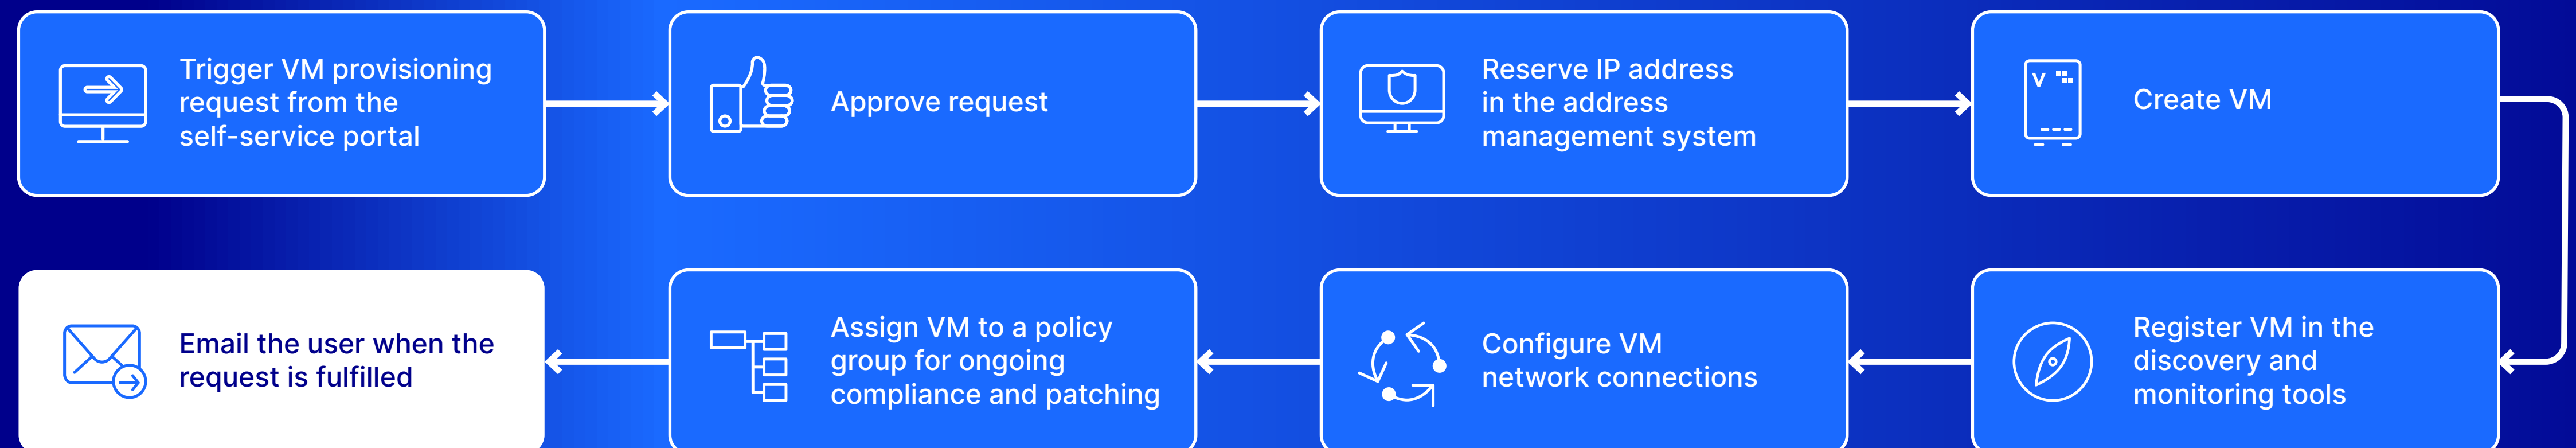 Trigger VM provisioning
request from the
self-service portal
Approve request
Reserve IP address
in the address
management system
V
Create VM
Register VM in the
discovery and
monitoring tools
Configure VM
network connections
Assign VM to a policy
group for ongoing
compliance and patching
Email the user when the
request is fulfilled